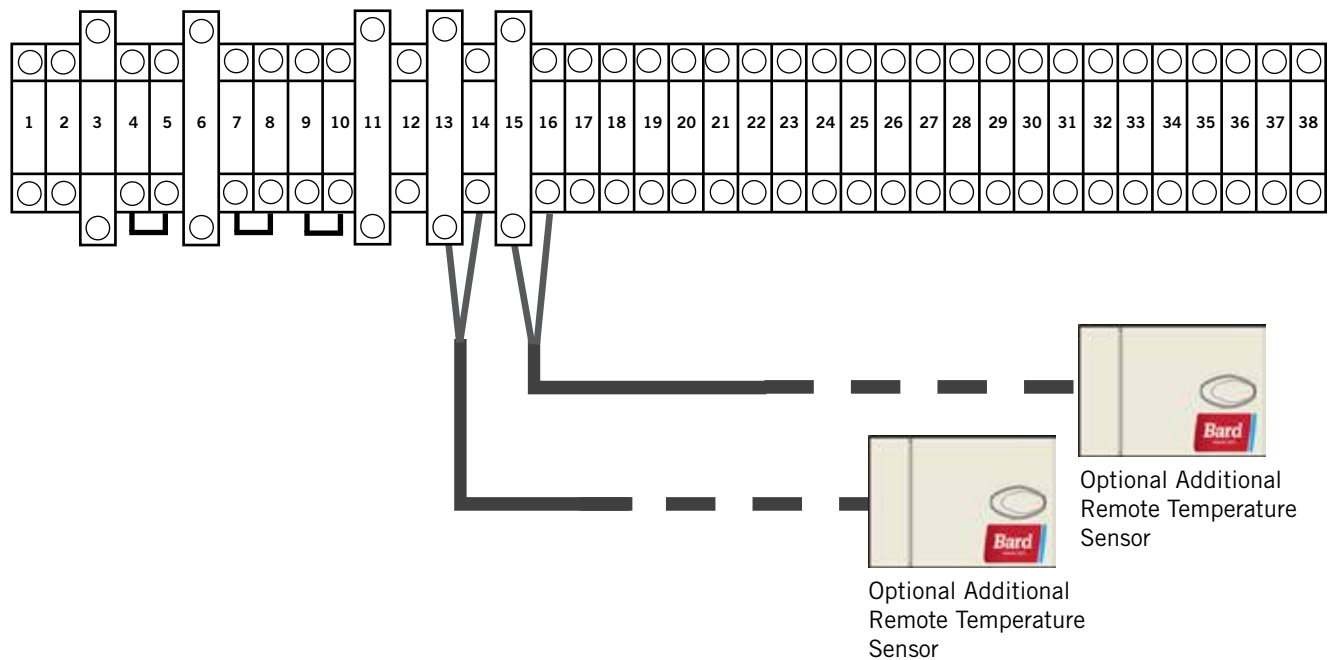 1 2 3 4 5 6 7 8 9 10 11 12 13 14 15 16 17 18 19 20 21 22 23 24 25 26 27 28 29 30 31 32 33 34 35 36 37 38
Bard
Optional Additional
Remote Temperature
Sensor
Bard
Optional Additional
Remote Temperature
Sensor